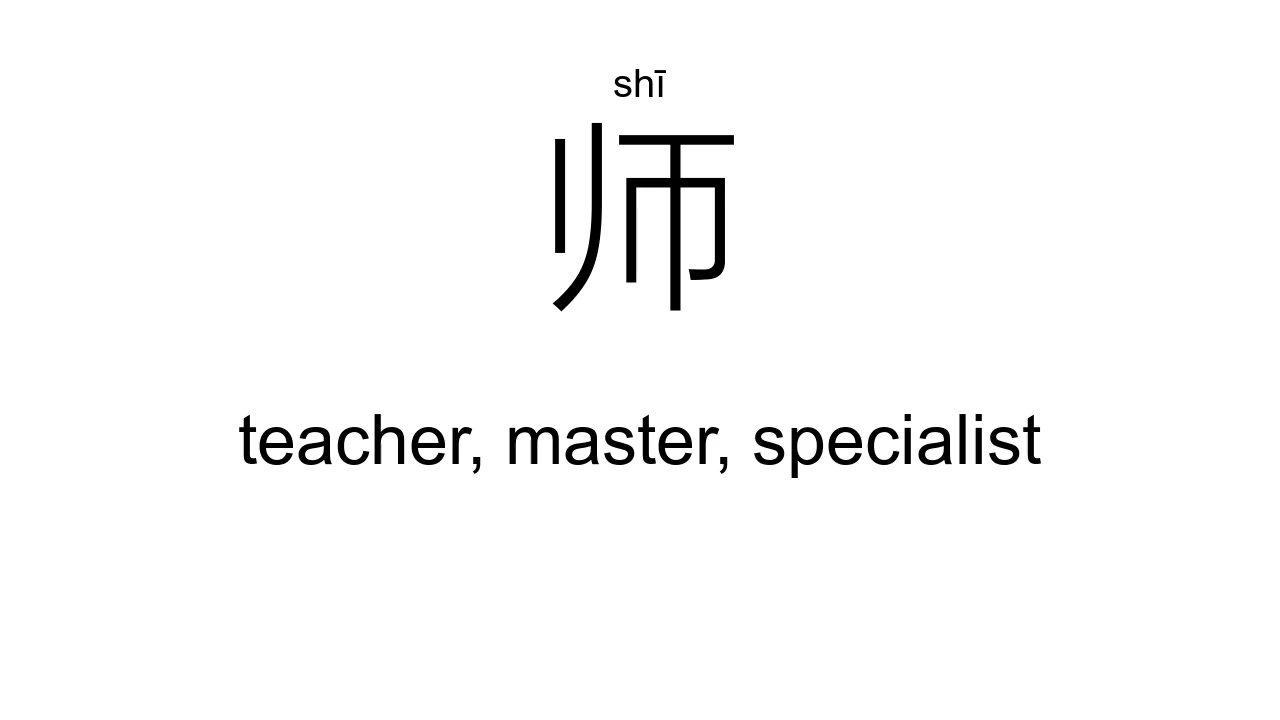 shī
师
teacher, master, specialist